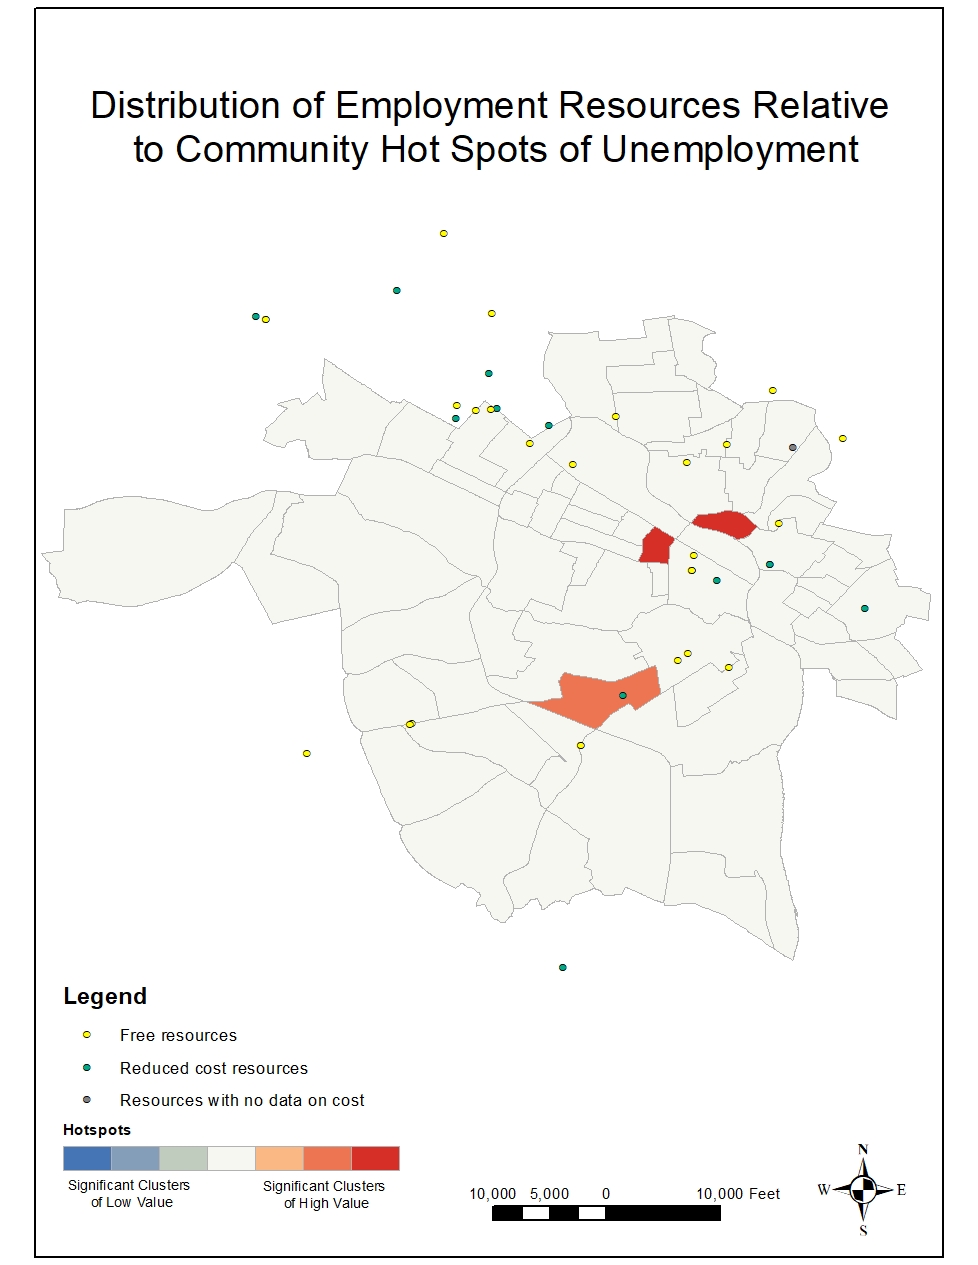 Distribution of Employment Resources Relative
to Community Hot Spots of Unemployment
Legend
Free resources
Reduced cost resources
Resources with no data on cost
Hotspots
Significant Clusters
of Low Value
Significant Clusters
of High Value
10,000 5,000 0 10,000 Feet
N
W E
S